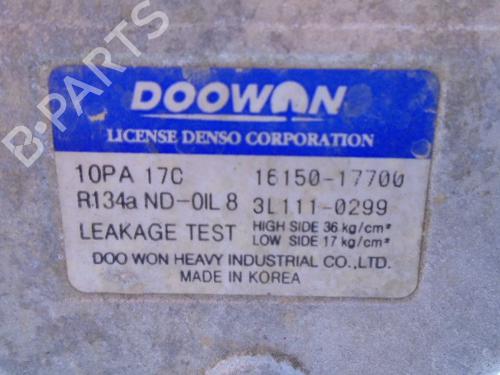 B-PARTS
DOOWON
LICENSE DENSO CORPORATION
10PA 17C 16150-17700
R134a ND-OIL 8 3L111-0299
LEAKAGE TEST HIGH SIDE 36 kg/cm²
LOW SIDE 17 kg/cm²
DOO WON HEAVY INDUSTRIAL CO.,LTD.
MADE IN KOREA